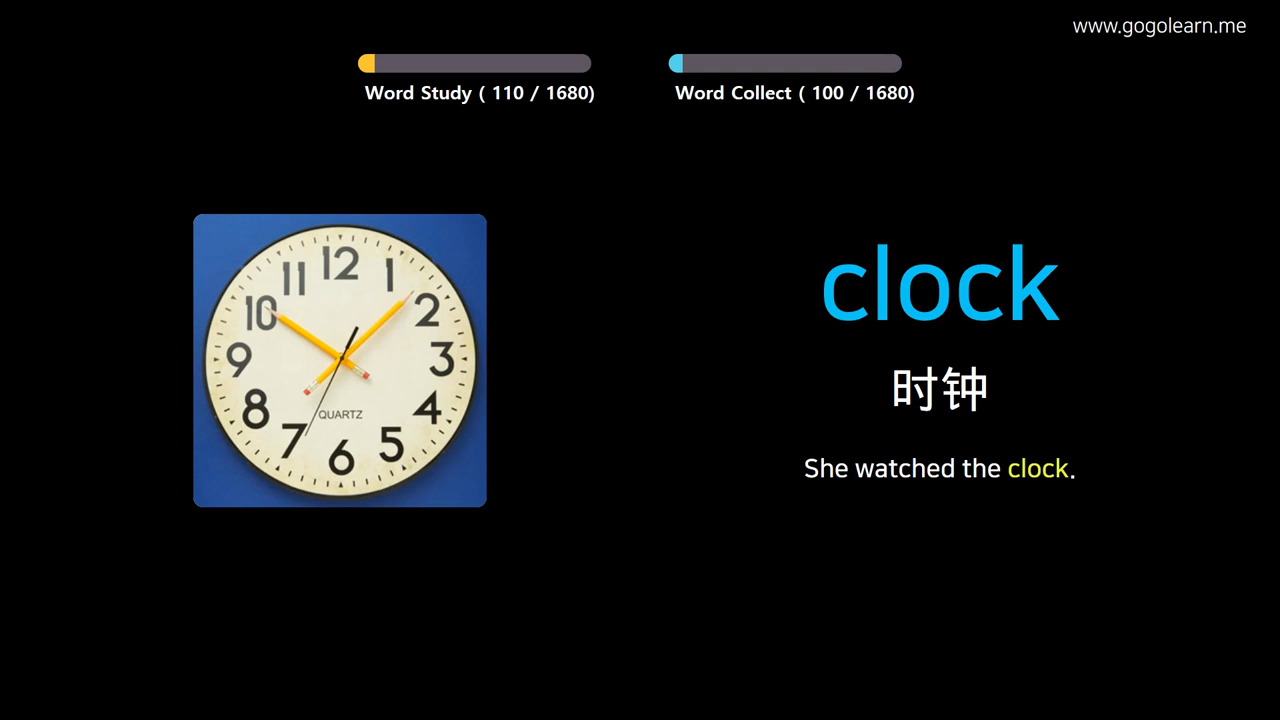 www.gogolearn.me
Word Study ( 110 / 1680)
Word Collect ( 100 / 1680)
12
11
1
10
2
9
3
8
4
7
5
6
QUARTZ
clock
时钟
She watched the clock.